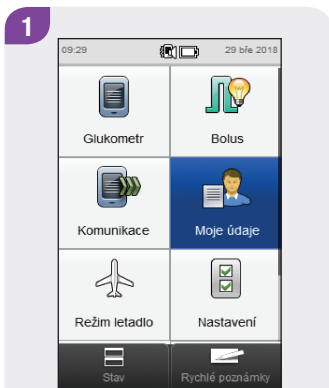 1
09:29 29 bře 2018
Glukometr Bolus
Komunikace Moje údaje
Režim letadlo Nastavení
Stav Rychlé poznámky